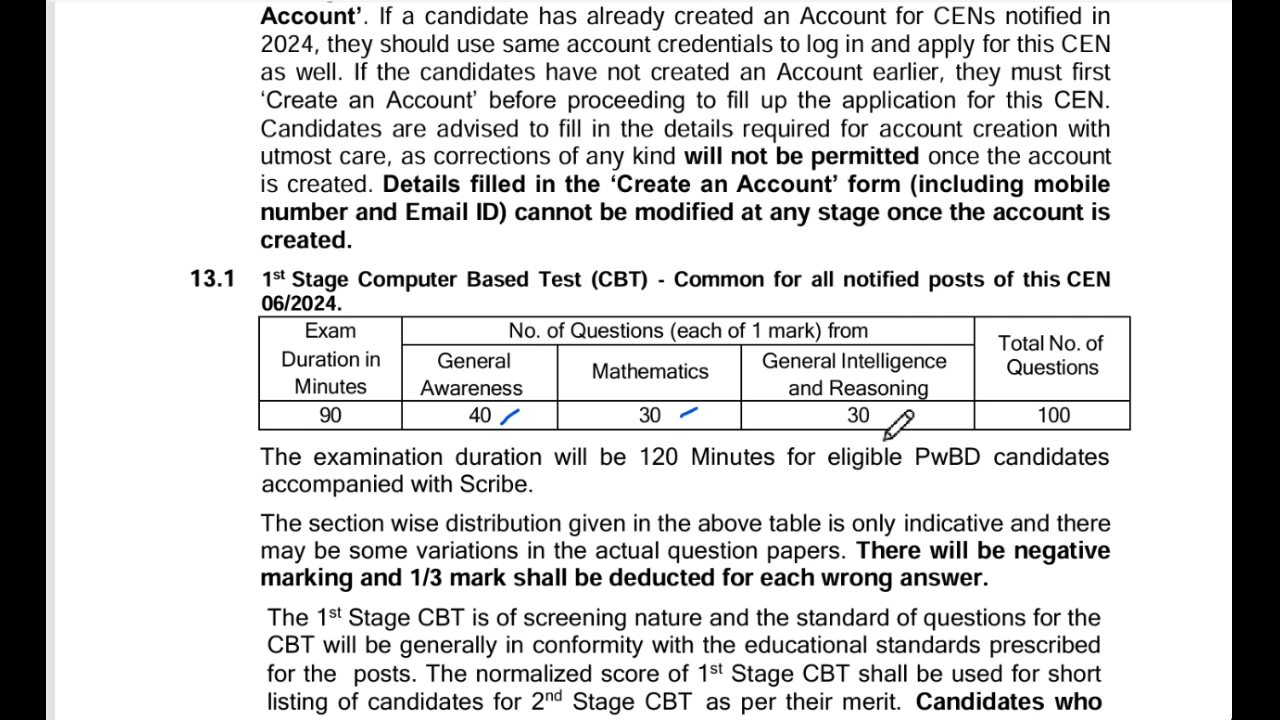 Account’. If a candidate has already created an Account for CENs notified in
2024, they should use same account credentials to log in and apply for this CEN
as well. If the candidates have not created an Account earlier, they must first
‘Create an Account’ before proceeding to fill up the application for this CEN.
Candidates are advised to fill in the details required for account creation with
utmost care, as corrections of any kind will not be permitted once the account
is created. Details filled in the ‘Create an Account’ form (including mobile
number and Email ID) cannot be modified at any stage once the account is
created.
13.1 1st Stage Computer Based Test (CBT) - Common for all notified posts of this CEN
06/2024.
Exam Duration in Minutes
No. of Questions (each of 1 mark) from
Total No. of Questions
General Awareness
Mathematics
General Intelligence and Reasoning
90 40 30 30 100
The examination duration will be 120 Minutes for eligible PwBD candidates
accompanied with Scribe.
The section wise distribution given in the above table is only indicative and there
may be some variations in the actual question papers. There will be negative
marking and 1/3 mark shall be deducted for each wrong answer.
The 1st Stage CBT is of screening nature and the standard of questions for the
CBT will be generally in conformity with the educational standards prescribed
for the posts. The normalized score of 1st Stage CBT shall be used for short
listing of candidates for 2nd Stage CBT as per their merit. Candidates who